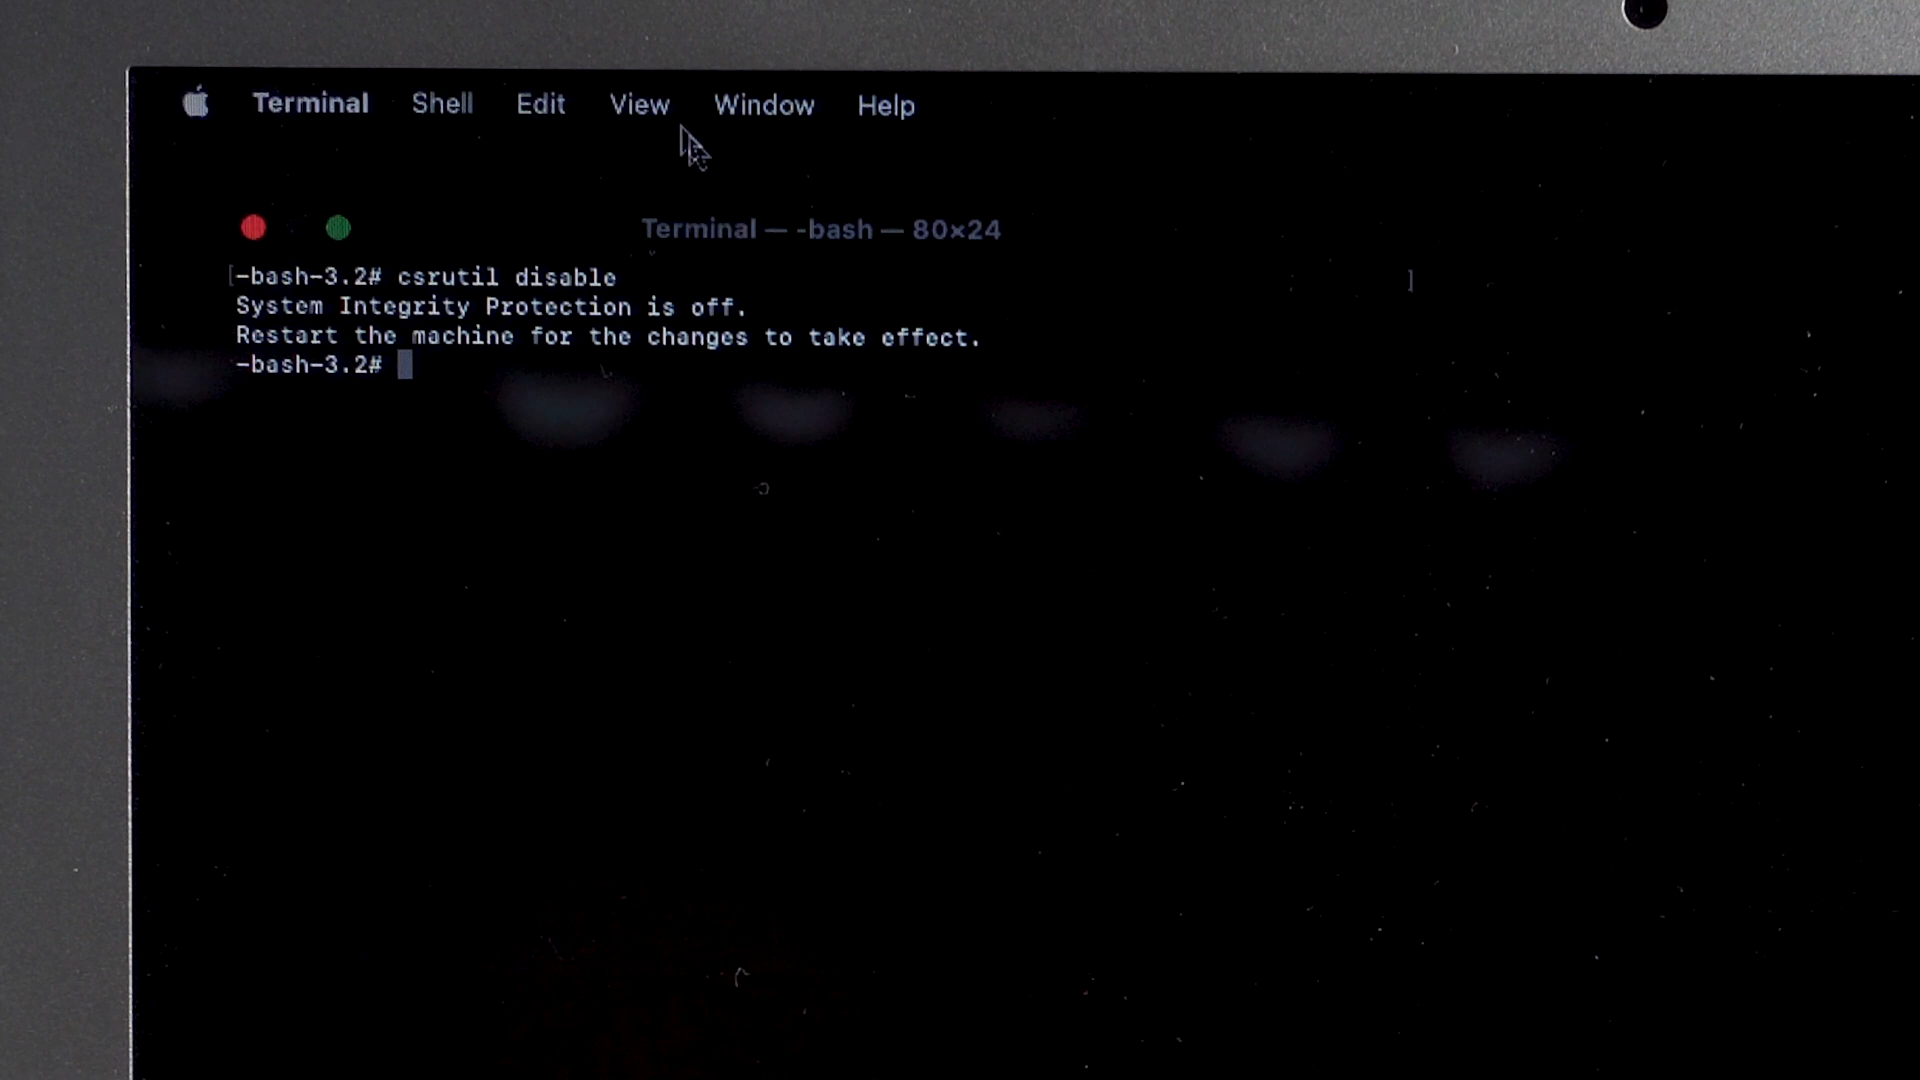 Terminal Shell Edit View Window Help
Terminal — -bash — 80×24
[-bash-3.2# csrutil disable ]
System Integrity Protection is off.
Restart the machine for the changes to take effect.
-bash-3.2#